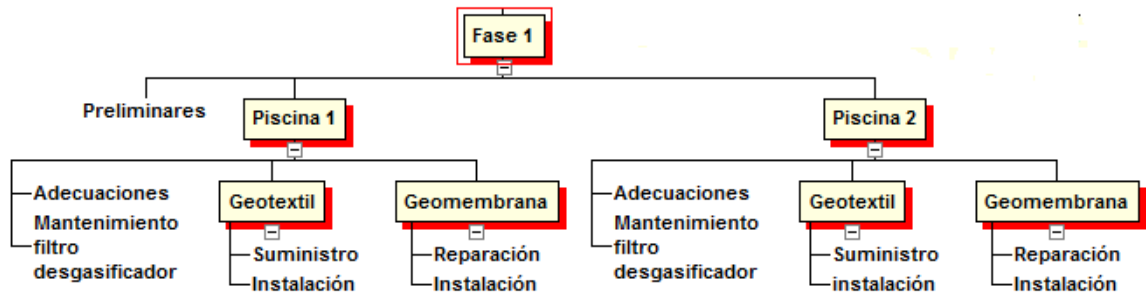 Fase 1
Preliminares
Piscina 1
Piscina 2
Adecuaciones
Mantenimiento
filtro
desgasificador
Geotextil
Suministro
Instalación
Geomembrana
Reparación
Instalación
Adecuaciones
Mantenimiento
filtro
desgasificador
Geotextil
Suministro
instalación
Geomembrana
Reparación
Instalación